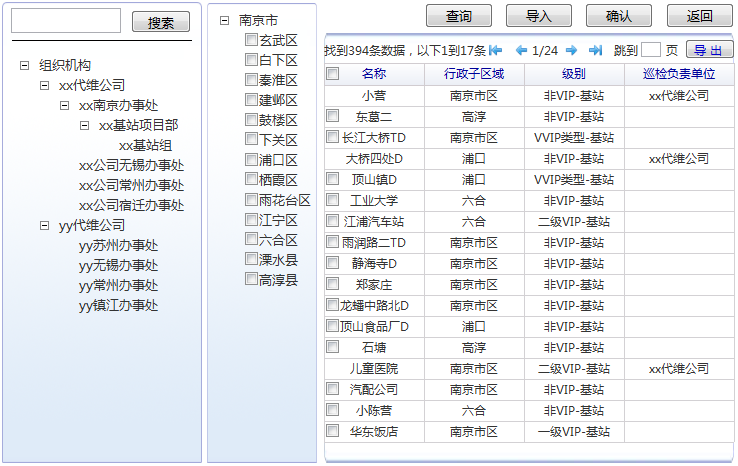 搜索
组织机构
xx代维公司
xx南京办事处
xx基站项目部
xx基站组
xx公司无锡办事处
xx公司常州办事处
xx公司宿迁办事处
yy代维公司
yy苏州办事处
yy无锡办事处
yy常州办事处
yy镇江办事处
南京市
玄武区
白下区
秦淮区
建邺区
鼓楼区
下关区
浦口区
栖霞区
雨花台区
江宁区
六合区
溧水县
高淳县
查询 导入 确认 返回
找到394条数据，以下1到17条 1/24 跳到 页 导 出
名称 行政子区域 级别 巡检负责单位
小营 南京市区 非VIP-基站 xx代维公司
东葛二 高淳 非VIP-基站
长江大桥TD 南京市区 VVIP类型-基站
大桥四处D 浦口 非VIP-基站 xx代维公司
顶山镇D 浦口 VVIP类型-基站
工业大学 六合 非VIP-基站
江浦汽车站 六合 二级VIP-基站
雨润路二TD 南京市区 非VIP-基站
静海寺D 南京市区 非VIP-基站
郑家庄 南京市区 非VIP-基站
龙蟠中路北D 南京市区 非VIP-基站
顶山食品厂D 浦口 非VIP-基站
石塘 高淳 非VIP-基站
儿童医院 南京市区 二级VIP-基站 xx代维公司
汽配公司 南京市区 非VIP-基站
小陈营 六合 非VIP-基站
华东饭店 南京市区 一级VIP-基站